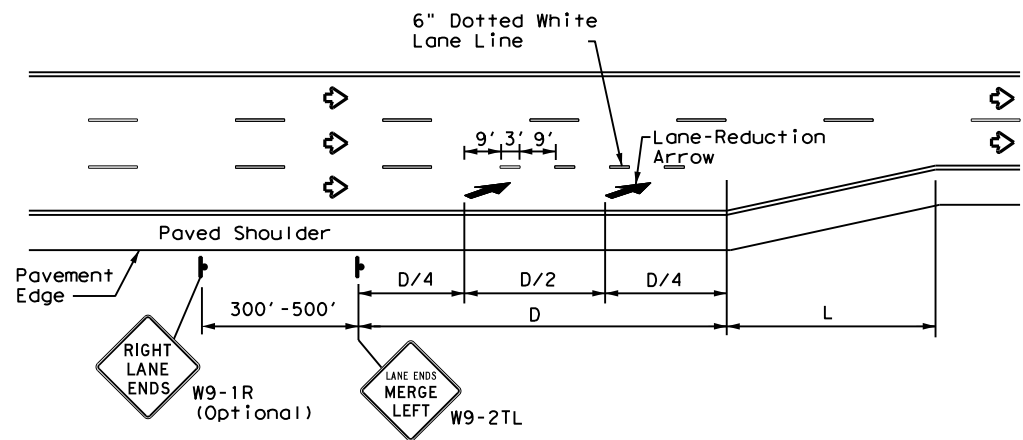 6" Dotted White
Lane Line
9' 3' 9'
Lane-Reduction
Arrow
Paved Shoulder
Pavement
Edge
D/4 D/2 D/4
300'-500' D L
RIGHT
LANE
ENDS
W9-1R
(Optional)
LANE ENDS
MERGE
LEFT
W9-2TL